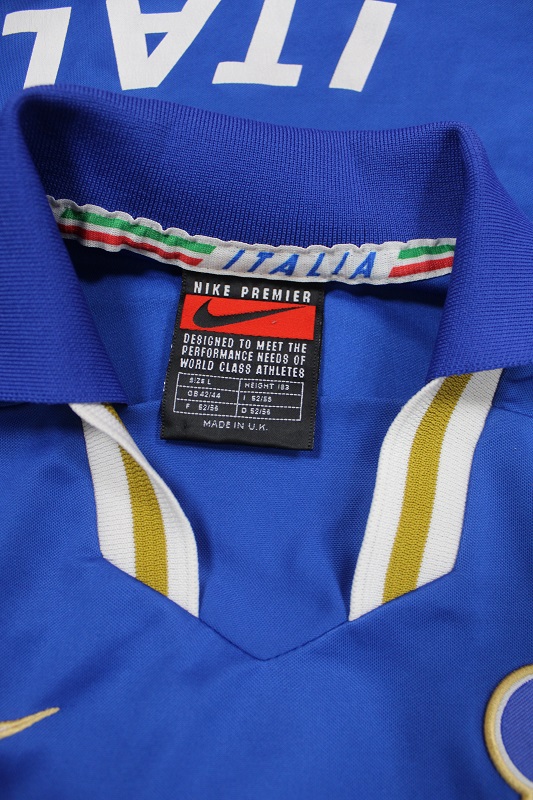 ITAL
ITALIA
NIKE PREMIER
DESIGNED TO MEET THE
PERFORMANCE NEEDS OF
WORLD CLASS ATHLETES
SIZE L HEIGHT 183
GB 42/44 I 52/55
F 52/56 D 52/56
MADE IN U.K.